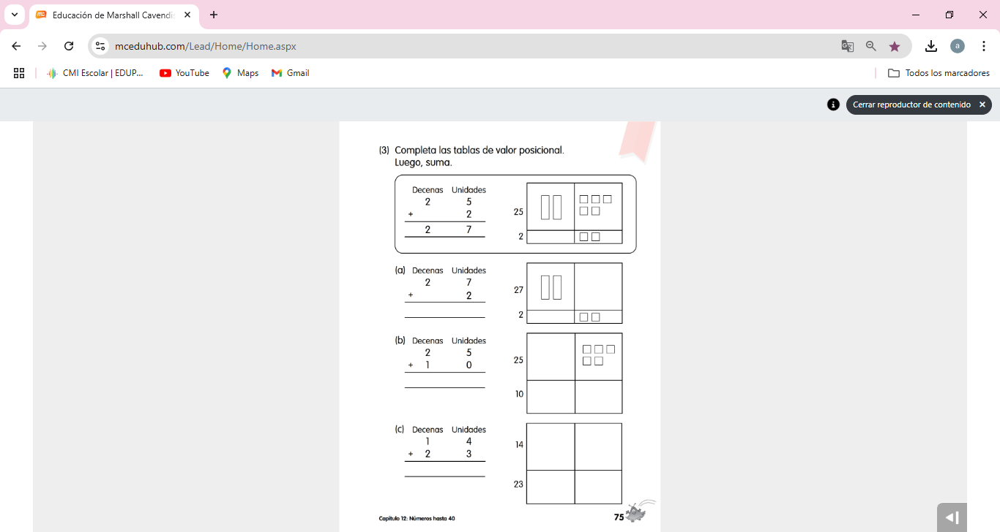 Educación de Marshall Cavendi
mceduhub.com/Lead/Home/Home.aspx
a
CMI Escolar | EDUP...
YouTube
Maps
Gmail
Todos los marcadores
Cerrar reproductor de contenido
(3) Completa las tablas de valor posicional.
Luego, suma.
Decenas Unidades
2 5
+ 2
2 7
25
2
(a) Decenas Unidades
2 7
+ 2
27
2
(b) Decenas Unidades
2 5
+ 1 0
25
10
(c) Decenas Unidades
1 4
+ 2 3
14
23
Capítulo 12: Números hasta 40
75